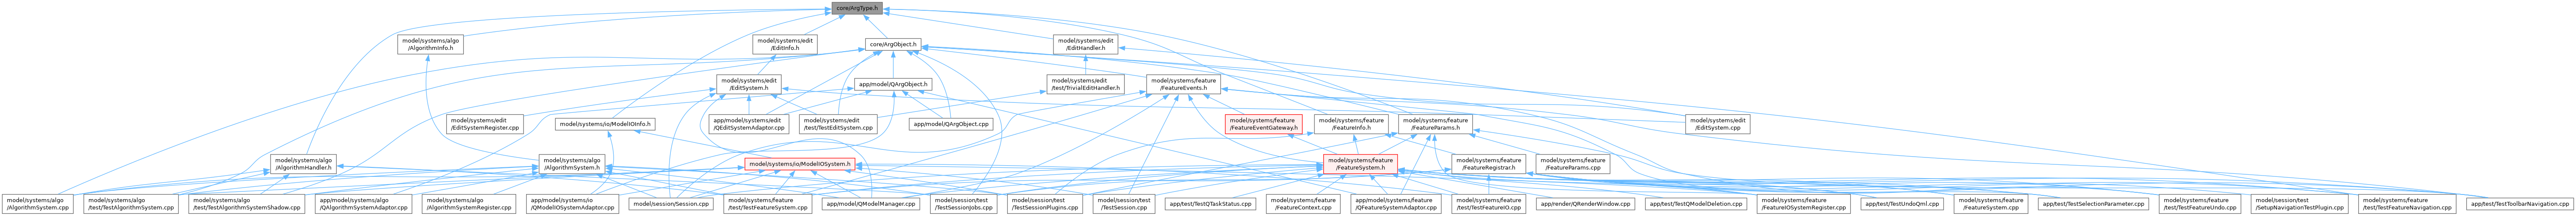 core/ArgType.h
model/systems/algo
/AlgorithmInfo.h
model/systems/edit
/EditInfo.h
core/ArgObject.h
model/systems/edit
/EditHandler.h
model/systems/edit
/EditSystem.h
app/model/QArgObject.h
model/systems/edit
/test/TrivialEditHandler.h
model/systems/feature
/FeatureEvents.h
model/systems/edit
/EditSystemRegister.cpp
model/systems/io/ModelIOInfo.h
app/model/systems/edit
/QEditSystemAdaptor.cpp
model/systems/edit
/test/TestEditSystem.cpp
app/model/QArgObject.cpp
model/systems/feature
/FeatureEventGateway.h
model/systems/feature
/FeatureInfo.h
model/systems/feature
/FeatureParams.h
model/systems/edit
/EditSystem.cpp
model/systems/algo
/AlgorithmHandler.h
model/systems/algo
/AlgorithmSystem.h
model/systems/io/ModelIOSystem.h
model/systems/feature
/FeatureSystem.h
model/systems/feature
/FeatureRegistrar.h
model/systems/feature
/FeatureParams.cpp
model/systems/algo
/AlgorithmSystem.cpp
model/systems/algo
/test/TestAlgorithmSystem.cpp
model/systems/algo
/test/TestAlgorithmSystemShadow.cpp
app/model/systems/algo
/QAlgorithmSystemAdaptor.cpp
model/systems/algo
/AlgorithmSystemRegister.cpp
app/model/systems/io
/QModelIOSystemAdaptor.cpp
model/session/Session.cpp
model/systems/feature
/test/TestFeatureSystem.cpp
app/model/QModelManager.cpp
model/session/test
/TestSessionJobs.cpp
model/session/test
/TestSessionPlugins.cpp
model/session/test
/TestSession.cpp
app/test/TestQTaskStatus.cpp
model/systems/feature
/FeatureContext.cpp
app/model/systems/feature
/QFeatureSystemAdaptor.cpp
model/systems/feature
/test/TestFeatureIO.cpp
app/render/QRenderWindow.cpp
app/test/TestQModelDeletion.cpp
model/systems/feature
/FeatureIOSystemRegister.cpp
app/test/TestUndoQml.cpp
model/systems/feature
/FeatureSystem.cpp
app/test/TestSelectionParameter.cpp
model/systems/feature
/test/TestFeatureUndo.cpp
model/session/test
/SetupNavigationTestPlugin.cpp
model/systems/feature
/test/TestFeatureNavigation.cpp
app/test/TestToolbarNavigation.cpp